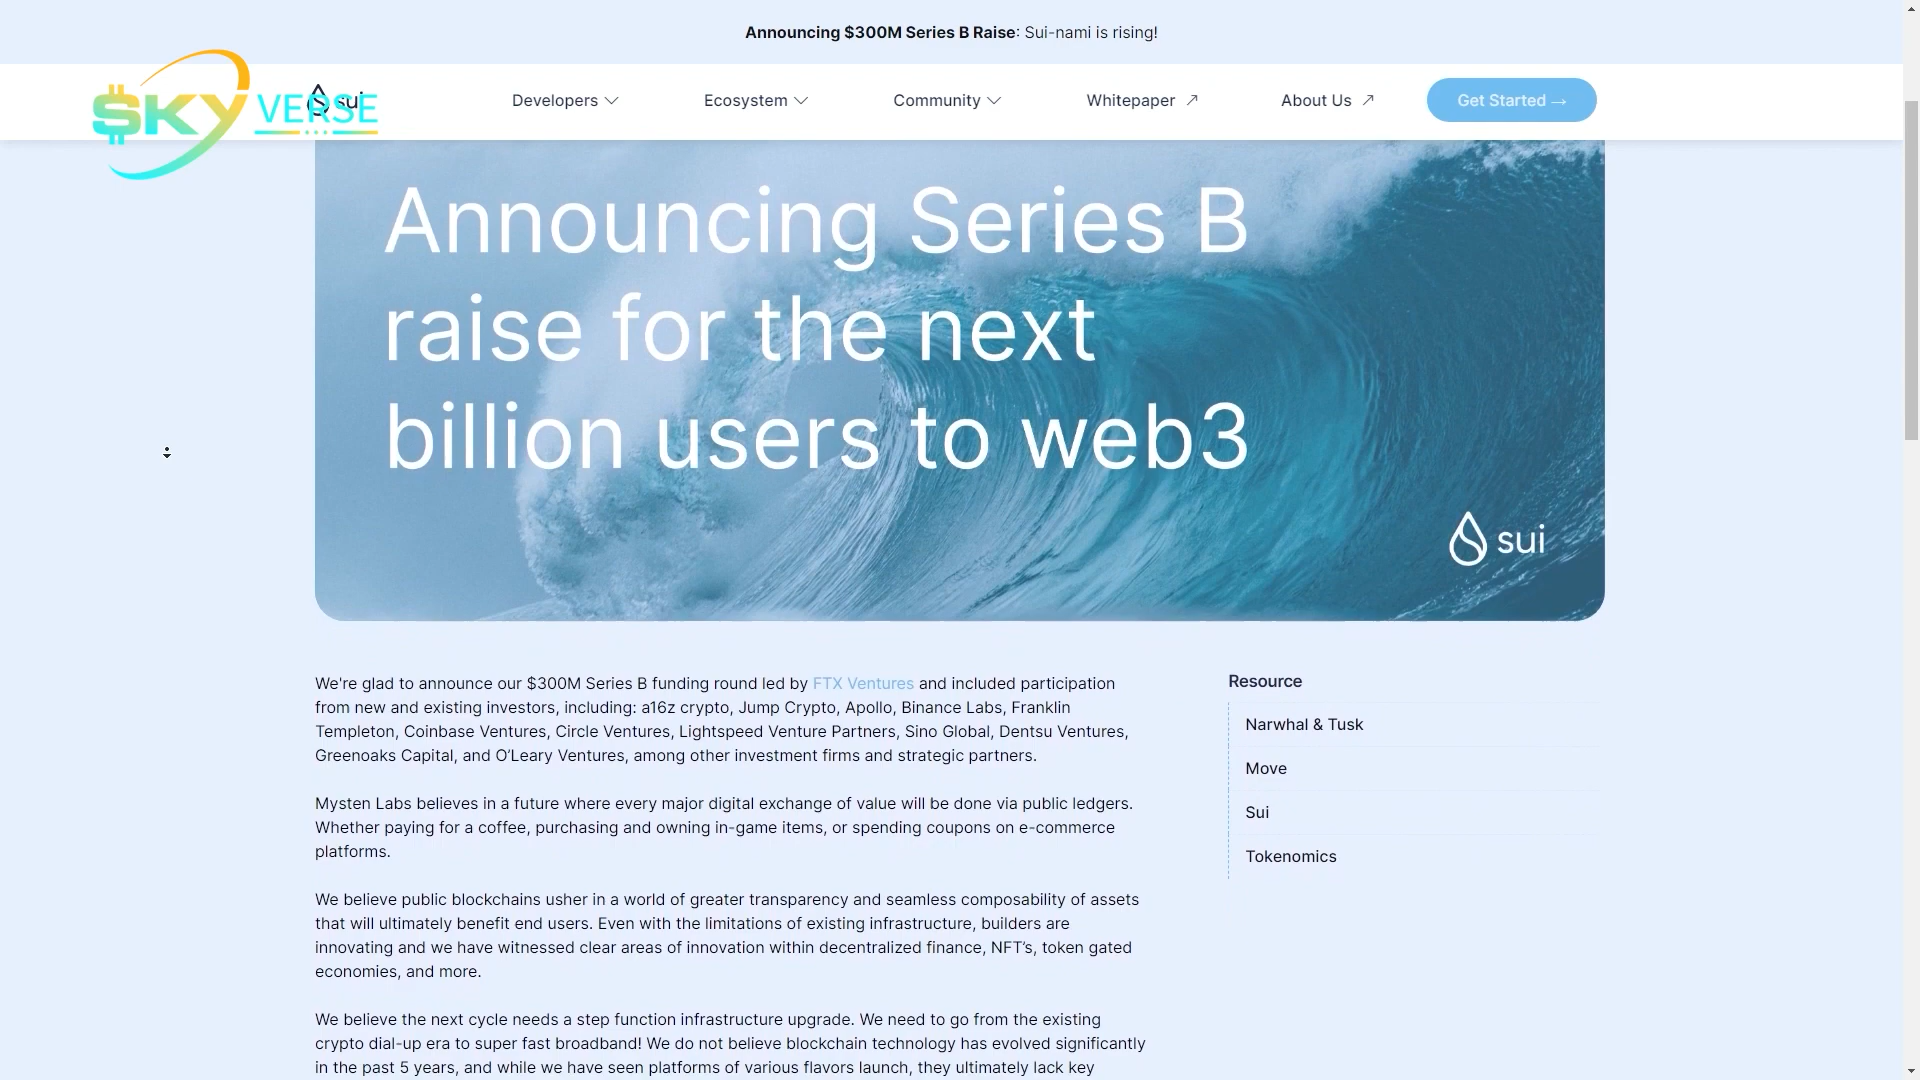 Announcing $300M Series B Raise: Sui-nami is rising!
$KY VERSE
sui
Developers
Ecosystem
Community
Whitepaper ↗
About Us ↗
Get Started →
Announcing Series B
raise for the next
billion users to web3
sui
We're glad to announce our $300M Series B funding round led by FTX Ventures and included participation
from new and existing investors, including: a16z crypto, Jump Crypto, Apollo, Binance Labs, Franklin
Templeton, Coinbase Ventures, Circle Ventures, Lightspeed Venture Partners, Sino Global, Dentsu Ventures,
Greenoaks Capital, and O’Leary Ventures, among other investment firms and strategic partners.
Mysten Labs believes in a future where every major digital exchange of value will be done via public ledgers.
Whether paying for a coffee, purchasing and owning in-game items, or spending coupons on e-commerce
platforms.
We believe public blockchains usher in a world of greater transparency and seamless composability of assets
that will ultimately benefit end users. Even with the limitations of existing infrastructure, builders are
innovating and we have witnessed clear areas of innovation within decentralized finance, NFT’s, token gated
economies, and more.
We believe the next cycle needs a step function infrastructure upgrade. We need to go from the existing
crypto dial-up era to super fast broadband! We do not believe blockchain technology has evolved significantly
in the past 5 years, and while we have seen platforms of various flavors launch, they ultimately lack key
Resource
Narwhal & Tusk
Move
Sui
Tokenomics